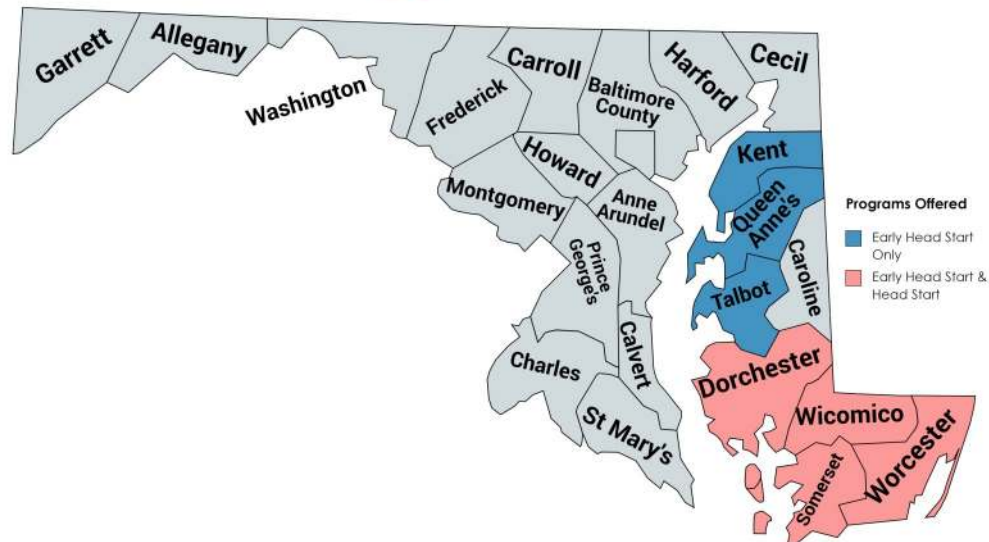 Garrett
Allegany
Washington
Frederick
Carroll
Baltimore
County
Harford
Cecil
Howard
Montgomery
Anne
Arundel
Prince
George's
Kent
Queen
Anne's
Caroline
Talbot
Calvert
Charles
St Mary's
Dorchester
Wicomico
Worcester
Somerset
Programs Offered
Early Head Start
Only
Early Head Start &
Head Start